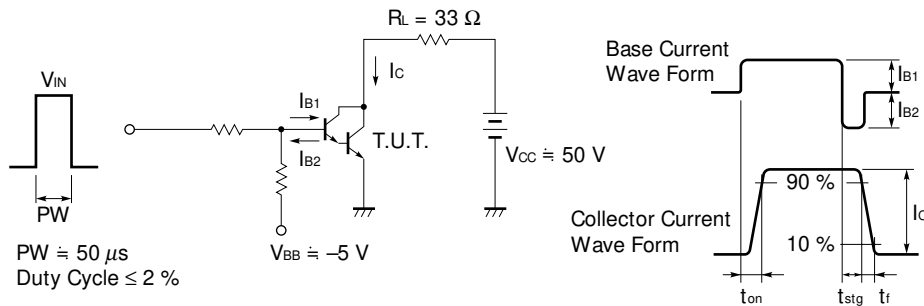 RL = 33 Ω
VIN
IC
IB1
IB2
T.U.T.
VCC ≒ 50 V
PW
VBB ≒ –5 V
PW ≒ 50 μs
Duty Cycle ≤ 2 %
Base Current
Wave Form
IB1
IB2
90 %
Collector Current
Wave Form
10 %
IC
ton
tstg
tf